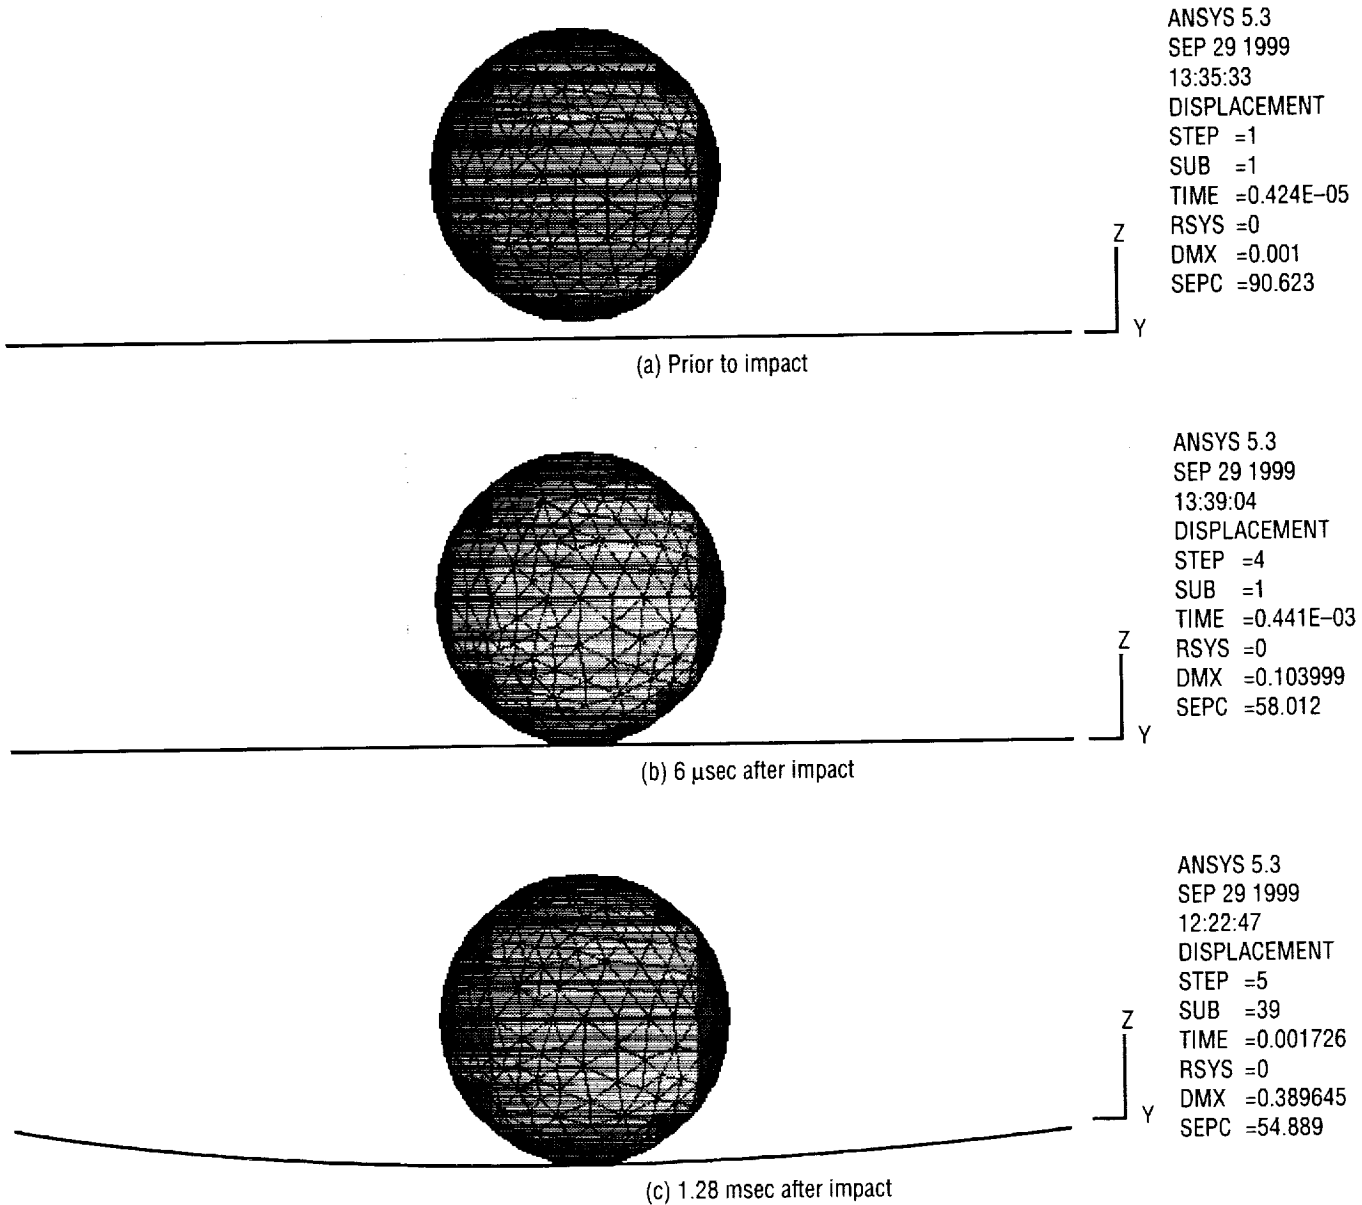 ANSYS 5.3
SEP 29 1999
13:35:33
DISPLACEMENT
STEP =1
SUB =1
TIME =0.424E–05
RSYS =0
DMX =0.001
SEPC =90.623
Z
Y
(a) Prior to impact
ANSYS 5.3
SEP 29 1999
13:39:04
DISPLACEMENT
STEP =4
SUB =1
TIME =0.441E–03
RSYS =0
DMX =0.103999
SEPC =58.012
Z
Y
(b) 6 μsec after impact
ANSYS 5.3
SEP 29 1999
12:22:47
DISPLACEMENT
STEP =5
SUB =39
TIME =0.001726
RSYS =0
DMX =0.389645
SEPC =54.889
Z
Y
(c) 1.28 msec after impact